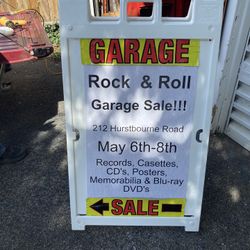 GARAGE
Rock & Roll
Garage Sale!!!
212 Hurstbourne Road
May 6th-8th
Records, Casettes,
CD's, Posters,
Memorabilia & Blu-ray
DVD's
SALE